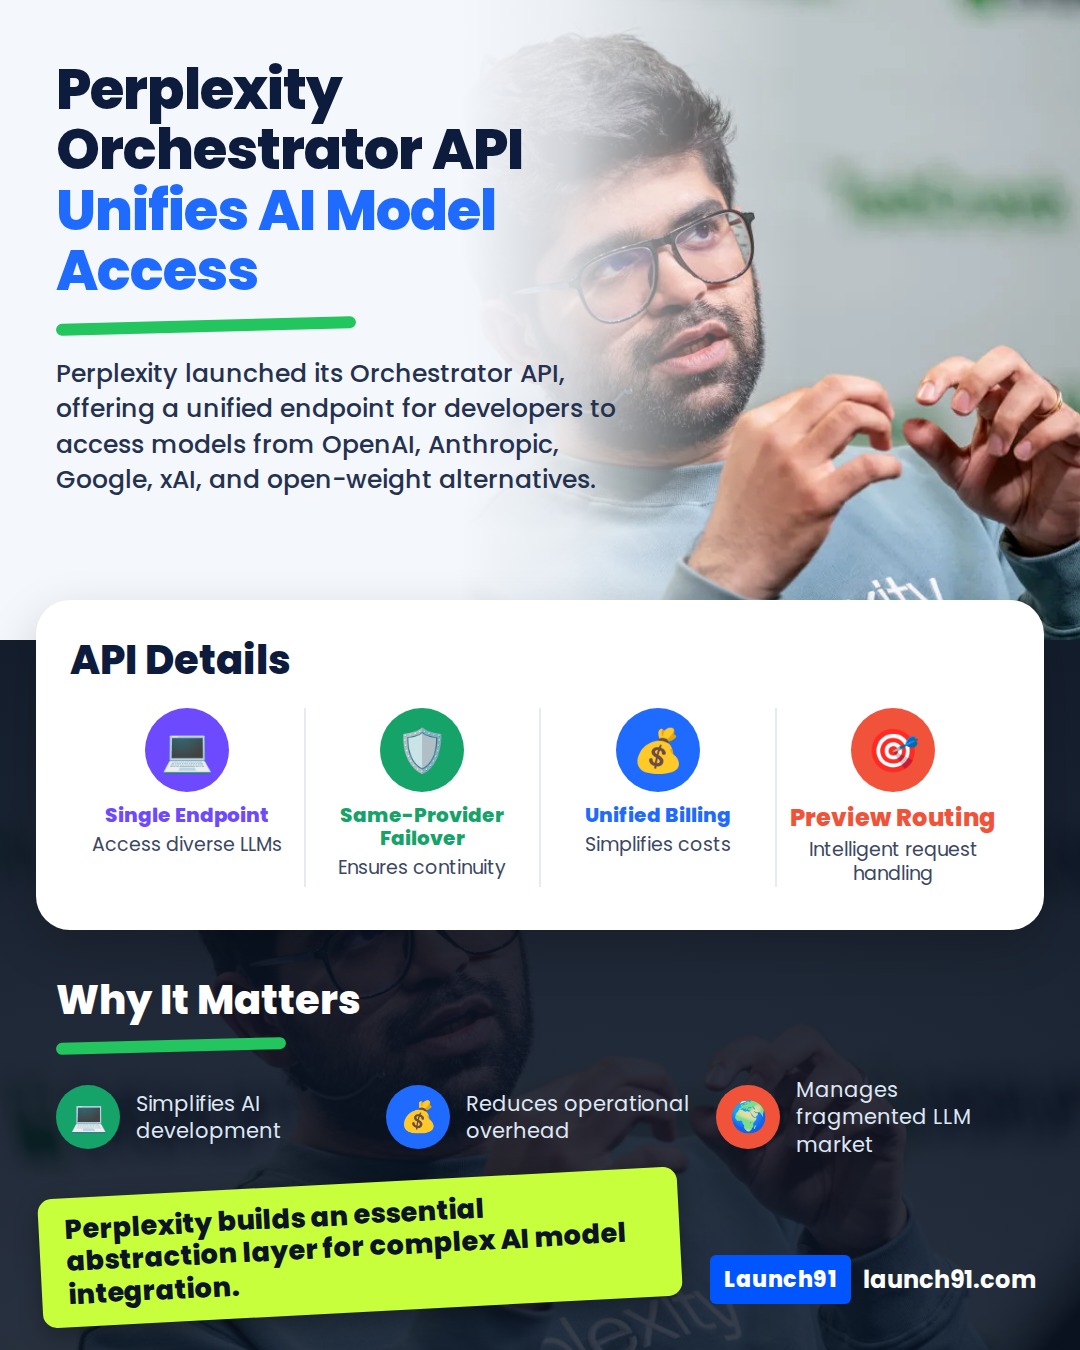 Perplexity
Orchestrator API
Unifies AI Model
Access
Perplexity launched its Orchestrator API,
offering a unified endpoint for developers to
access models from OpenAI, Anthropic,
Google, xAI, and open-weight alternatives.
xity
API Details
Single Endpoint
Access diverse LLMs
Same-Provider
Failover
Ensures continuity
Unified Billing
Simplifies costs
Preview Routing
Intelligent request
handling
Why It Matters
Simplifies AI
development
Reduces operational
overhead
Manages
fragmented LLM
market
Perplexity builds an essential
abstraction layer for complex AI model
integration.
Launch91
launch91.com
plexity